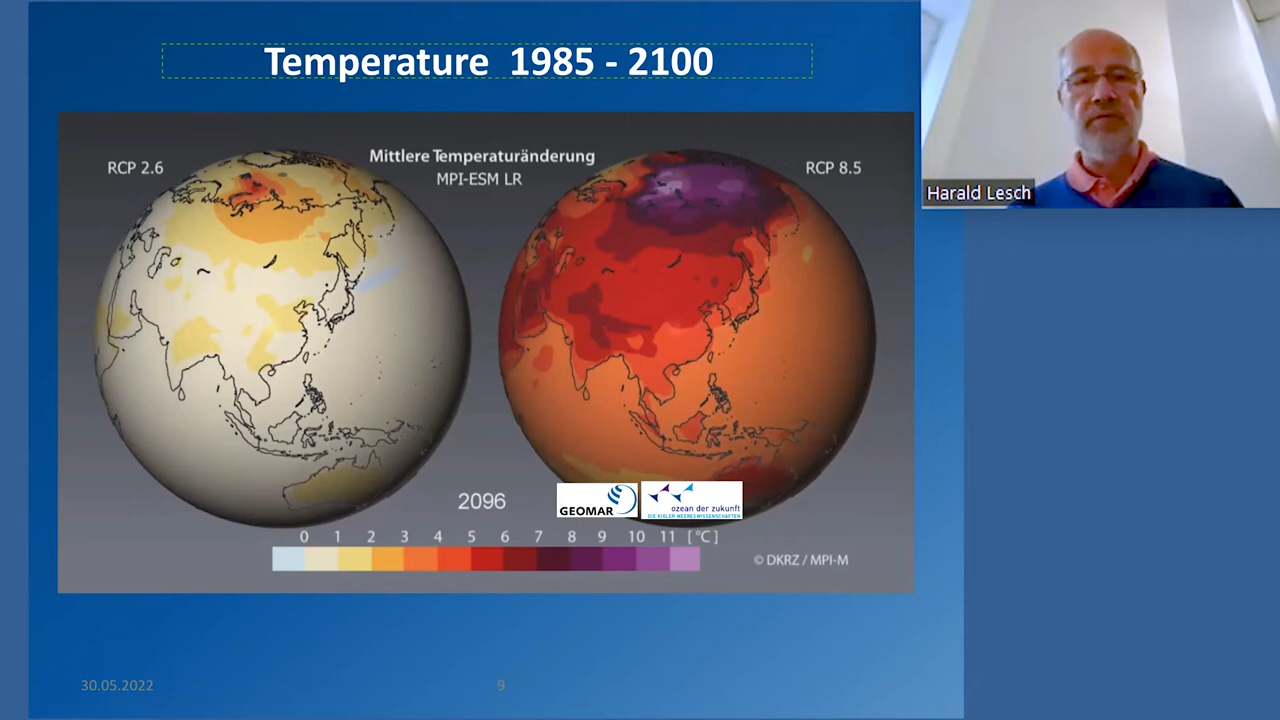 Temperature 1985 - 2100
Harald Lesch
RCP 2.6
Mittlere Temperaturänderung
MPI-ESM LR
RCP 8.5
2096
GEOMAR
ozean der zukunft
DIE KIELER MEERESWISSENSCHAFTEN
0 1 2 3 4 5 6 7 8 9 10 11 [°C]
© DKRZ / MPI-M
30.05.2022
9